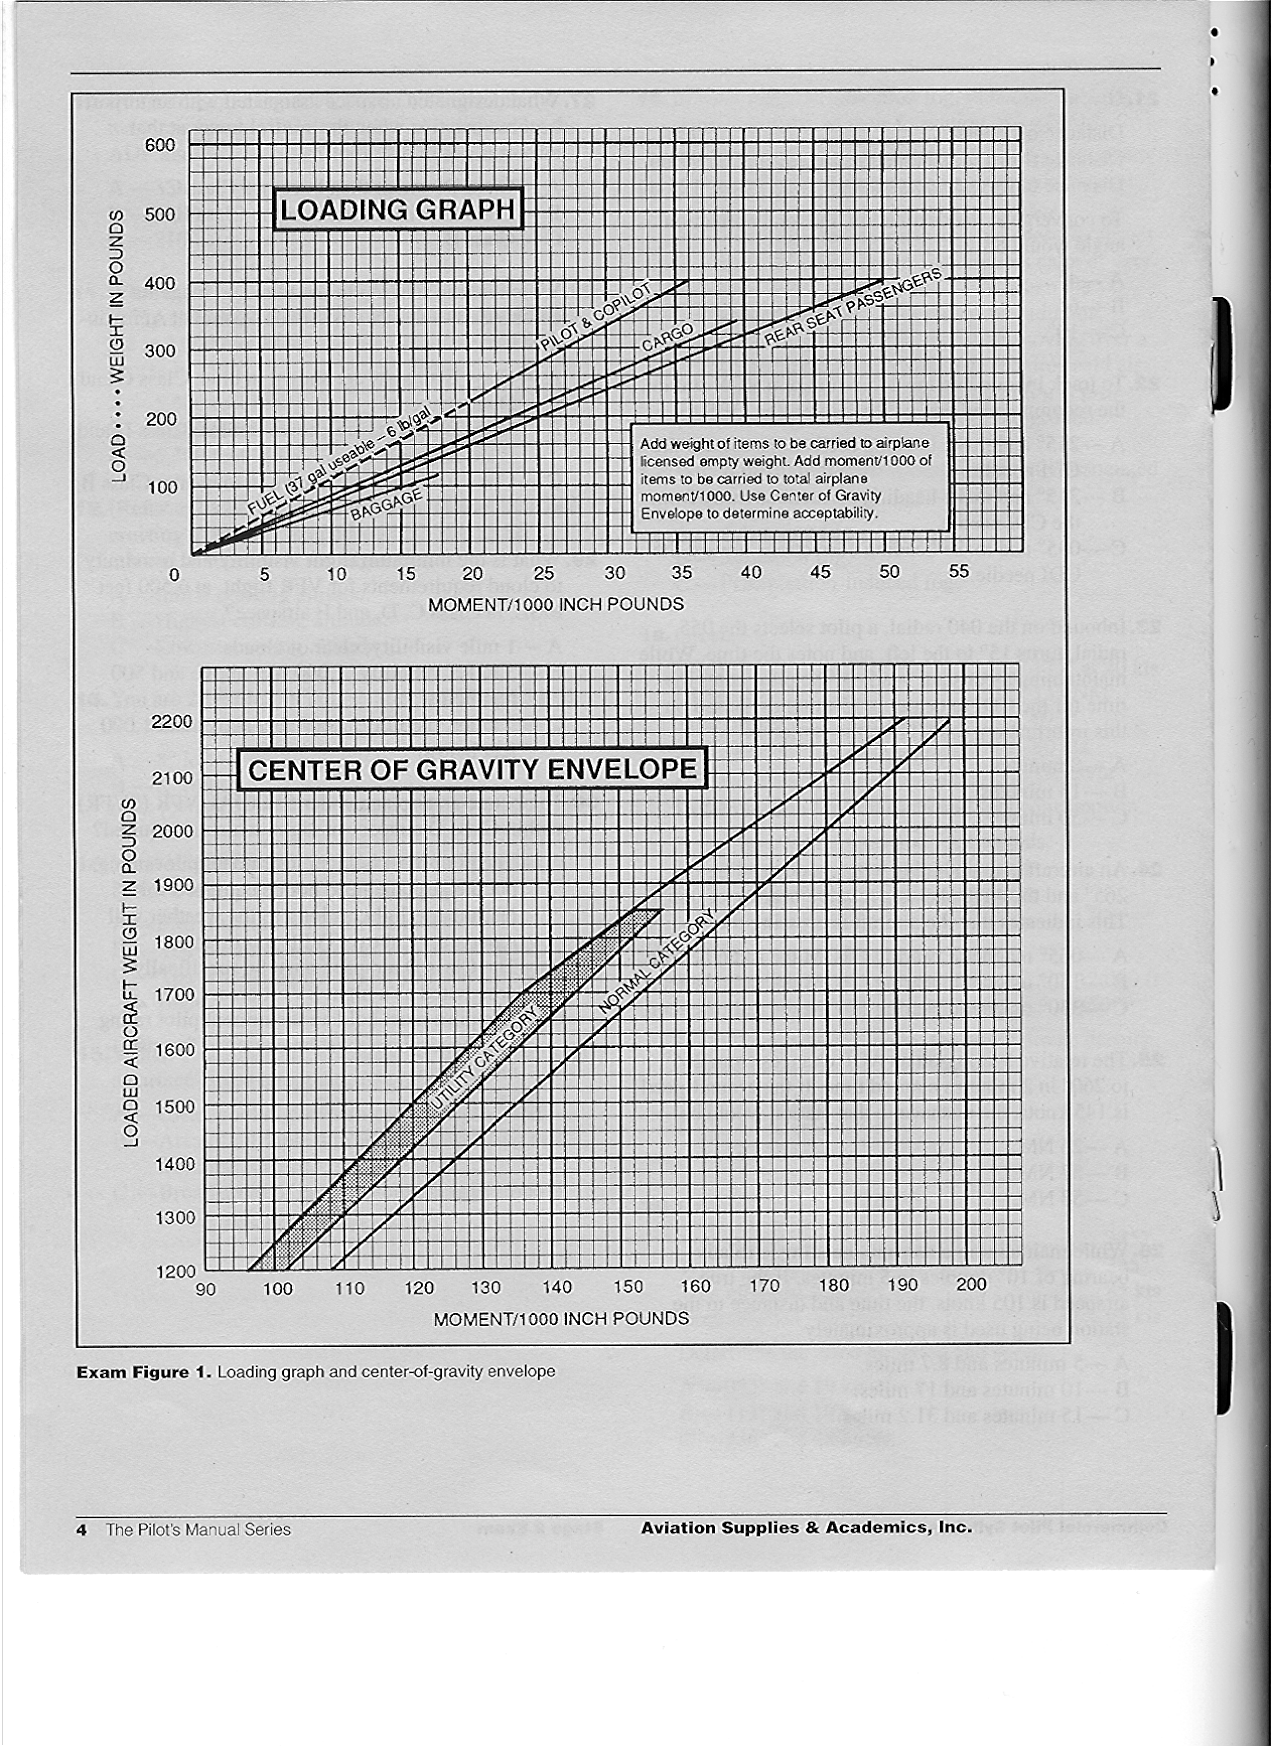 600
LOADING GRAPH
500
400
300
200
100
LOAD • • • • WEIGHT IN POUNDS
PILOT & COPILOT
CARGO
REAR SEAT PASSENGERS
FUEL (37 gal useable – 6 lb/gal
BAGGAGE
Add weight of items to be carried to airplane
licensed empty weight. Add moment/1000 of
items to be carried to total airplane
moment/1000. Use Center of Gravity
Envelope to determine acceptability.
0 5 10 15 20 25 30 35 40 45 50 55
MOMENT/1000 INCH POUNDS
2200
CENTER OF GRAVITY ENVELOPE
2100
2000
1900
1800
1700
1600
1500
1400
1300
1200
LOADED AIRCRAFT WEIGHT IN POUNDS
UTILITY CATEGORY
NORMAL CATEGORY
90 100 110 120 130 140 150 160 170 180 190 200
MOMENT/1000 INCH POUNDS
Exam Figure 1. Loading graph and center-of-gravity envelope
4 The Pilot's Manual Series
Aviation Supplies & Academics, Inc.